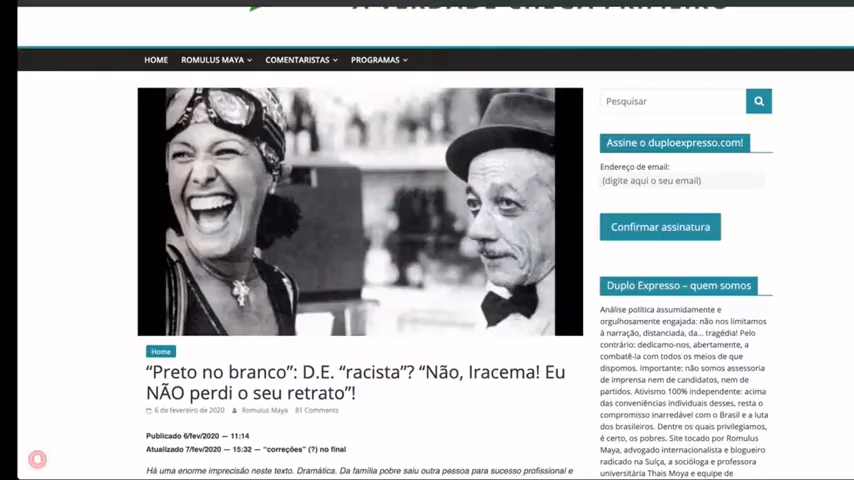 A VERDADE CHEGA PRIMEIRO
HOME ROMULUS MAYA COMENTARISTAS PROGRAMAS
Pesquisar
Assine o duploexpresso.com!
Endereço de email:
(digite aqui o seu email)
Confirmar assinatura
Duplo Expresso – quem somos
Análise política assumidamente e
orgulhosamente engajada: não nos limitamos
à narração, distanciada, da... tragédia! Pelo
contrário: dedicamo-nos, abertamente, a
combatê-la com todos os meios de que
dispomos. Importante: não somos assessoria
de imprensa nem de candidatos, nem de
partidos. Ativismo 100% independente: acima
das conveniências individuais desses, resta o
compromisso inarredável com o Brasil e a luta
dos brasileiros. Dentre os quais privilegiamos,
é certo, os pobres. Site tocado por Romulus
Maya, advogado internacionalista e blogueiro
radicado na Suíça, a socióloga e professora
universitária Thais Moya e equipe de
Home
“Preto no branco”: D.E. “racista”? “Não, Iracema! Eu
NÃO perdi o seu retrato”!
6 de fevereiro de 2020 Romulus Maya 81 Comments
Publicado 6/fev/2020 — 11:14
Atualizado 7/fev/2020 — 15:32 — “correções” (?) no final
Há uma enorme imprecisão neste texto. Dramática. Da família pobre saiu outra pessoa para sucesso profissional e